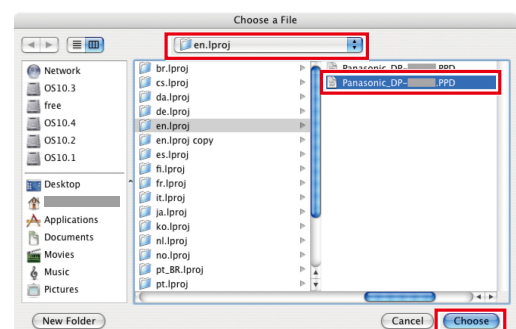 Choose a File
en.lproj
Network
OS10.3
free
OS10.4
OS10.2
OS10.1
Desktop
Applications
Documents
Movies
Music
Pictures
br.lproj
cs.lproj
da.lproj
de.lproj
en.lproj
en.lproj copy
es.lproj
fi.lproj
fr.lproj
it.lproj
ja.lproj
ko.lproj
nl.lproj
no.lproj
pt_BR.lproj
pt.lproj
Panasonic_DP- .PPD
Panasonic_DP- .PPD
New Folder
Cancel
Choose